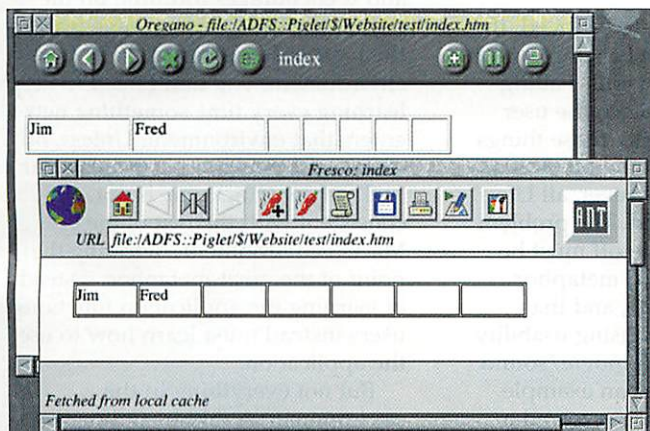 Oregano - file:/ADFS::Piglet/$/Website/test/index.htm
index
Jim Fred
Fresco: index
ANT
URL file:/ADFS::Piglet/$/Website/test/index.htm
Jim Fred
Fetched from local cache